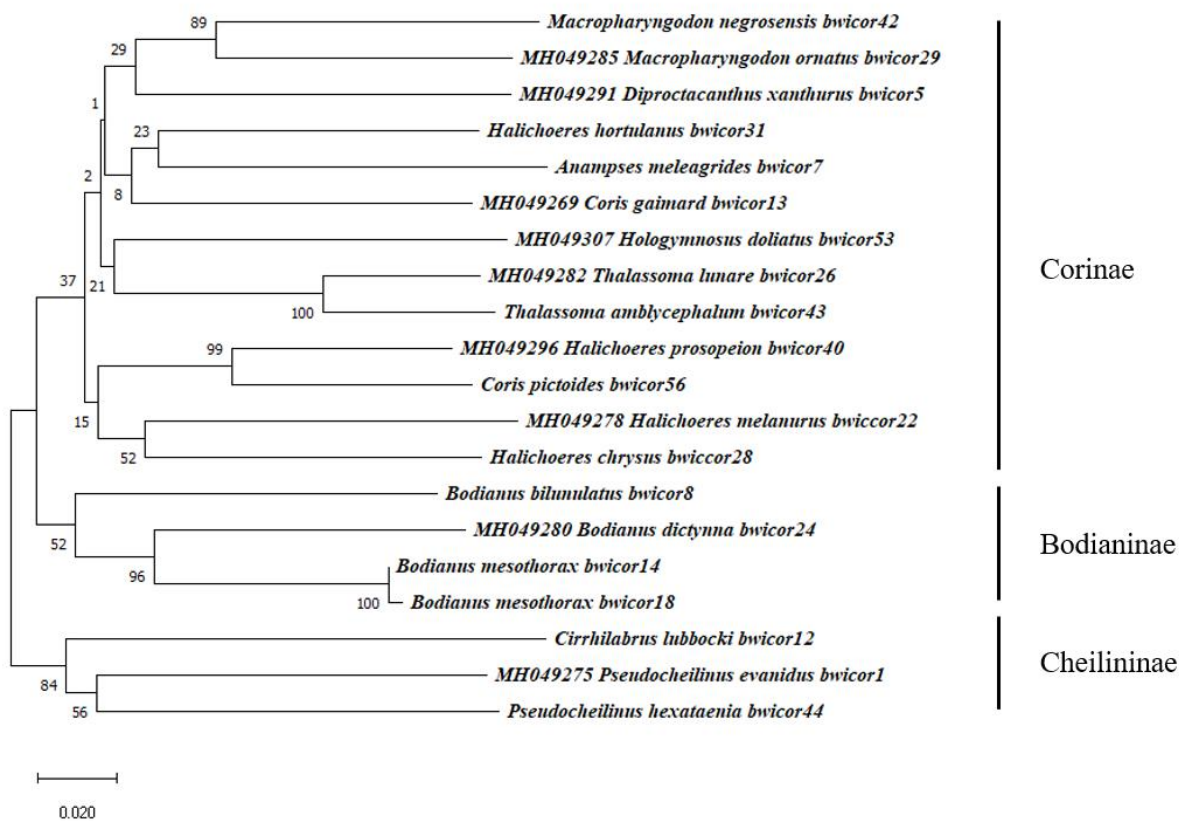 89
Macropharyngodon negrosensis bwicor42
29
MH049285 Macropharyngodon ornatus bwicor29
MH049291 Diproctacanthus xanthurus bwicor5
1
23
Halichoeres hortulanus bwicor31
Anampses meleagrides bwicor7
2
8
MH049269 Coris gaimard bwicor13
MH049307 Hologymnosus doliatus bwicor53
37
21
MH049282 Thalassoma lunare bwicor26
Corinae
100
Thalassoma amblycephalum bwicor43
99
MH049296 Halichoeres prosopeion bwicor40
Coris pictoides bwicor56
15
MH049278 Halichoeres melanurus bwiccor22
52
Halichoeres chrysus bwiccor28
Bodianus bilunulatus bwicor8
52
MH049280 Bodianus dictynna bwicor24
Bodianinae
96
Bodianus mesothorax bwicor14
100
Bodianus mesothorax bwicor18
Cirrhilabrus lubbocki bwicor12
Cheilininae
84
MH049275 Pseudocheilinus evanidus bwicor1
56
Pseudocheilinus hexataenia bwicor44
0.020